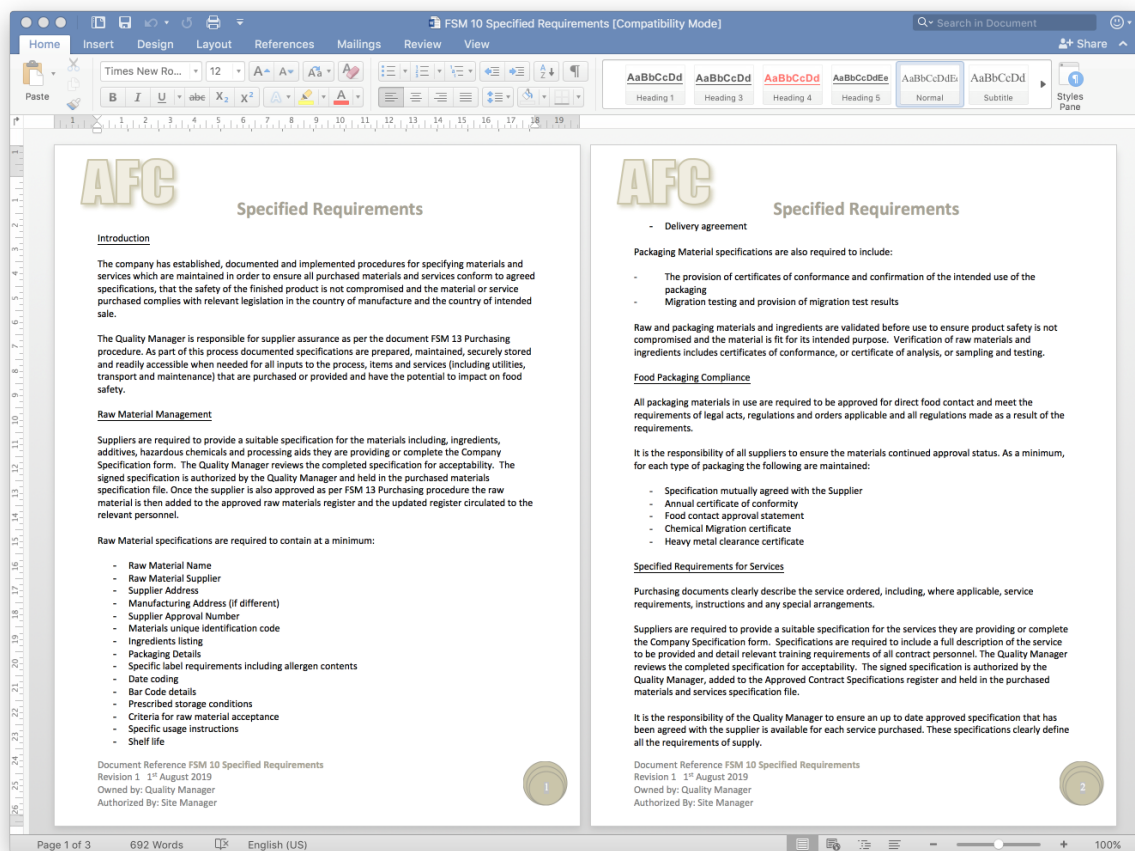 FSM 10 Specified Requirements [Compatibility Mode]
Search in Document
Home Insert Design Layout References Mailings Review View
Share
Paste
Times New Ro... 12
B I U abc X₂ X²
AaBbCcDd AaBbCcDd AaBbCcDd AaBbCcDdEe AaBbCcDdEe AaBbCcDd
Heading 1 Heading 3 Heading 4 Heading 5 Normal Subtitle
Styles Pane
AFC
Specified Requirements
Introduction
The company has established, documented and implemented procedures for specifying materials and
services which are maintained in order to ensure all purchased materials and services conform to agreed
specifications, that the safety of the finished product is not compromised and the material or service
purchased complies with relevant legislation in the country of manufacture and the country of intended
sale.
The Quality Manager is responsible for supplier assurance as per the document FSM 13 Purchasing
procedure. As part of this process documented specifications are prepared, maintained, securely stored
and readily accessible when needed for all inputs to the process, items and services (including utilities,
transport and maintenance) that are purchased or provided and have the potential to impact on food
safety.
Raw Material Management
Suppliers are required to provide a suitable specification for the materials including, ingredients,
additives, hazardous chemicals and processing aids they are providing or complete the Company
Specification form. The Quality Manager reviews the completed specification for acceptability. The
signed specification is authorized by the Quality Manager and held in the purchased materials
specification file. Once the supplier is also approved as per FSM 13 Purchasing procedure the raw
material is then added to the approved raw materials register and the updated register circulated to the
relevant personnel.
Raw Material specifications are required to contain at a minimum:
- Raw Material Name
- Raw Material Supplier
- Supplier Address
- Manufacturing Address (if different)
- Supplier Approval Number
- Materials unique identification code
- Ingredients listing
- Packaging Details
- Specific label requirements including allergen contents
- Date coding
- Bar Code details
- Prescribed storage conditions
- Criteria for raw material acceptance
- Specific usage instructions
- Shelf life
Document Reference FSM 10 Specified Requirements
Revision 1 1st August 2019
Owned by: Quality Manager
Authorized By: Site Manager
1
AFC
Specified Requirements
- Delivery agreement
Packaging Material specifications are also required to include:
- The provision of certificates of conformance and confirmation of the intended use of the
packaging
- Migration testing and provision of migration test results
Raw and packaging materials and ingredients are validated before use to ensure product safety is not
compromised and the material is fit for its intended purpose. Verification of raw materials and
ingredients includes certificates of conformance, or certificate of analysis, or sampling and testing.
Food Packaging Compliance
All packaging materials in use are required to be approved for direct food contact and meet the
requirements of legal acts, regulations and orders applicable and all regulations made as a result of the
requirements.
It is the responsibility of all suppliers to ensure the materials continued approval status. As a minimum,
for each type of packaging the following are maintained:
- Specification mutually agreed with the Supplier
- Annual certificate of conformity
- Food contact approval statement
- Chemical Migration certificate
- Heavy metal clearance certificate
Specified Requirements for Services
Purchasing documents clearly describe the service ordered, including, where applicable, service
requirements, instructions and any special arrangements.
Suppliers are required to provide a suitable specification for the services they are providing or complete
the Company Specification form. Specifications are required to include a full description of the service
to be provided and detail relevant training requirements of all contract personnel. The Quality Manager
reviews the completed specification for acceptability. The signed specification is authorized by the
Quality Manager, added to the Approved Contract Specifications register and held in the purchased
materials and services specification file.
It is the responsibility of the Quality Manager to ensure an up to date approved specification that has
been agreed with the supplier is available for each service purchased. These specifications clearly define
all the requirements of supply.
Document Reference FSM 10 Specified Requirements
Revision 1 1st August 2019
Owned by: Quality Manager
Authorized By: Site Manager
2
Page 1 of 3 692 Words English (US) 100%